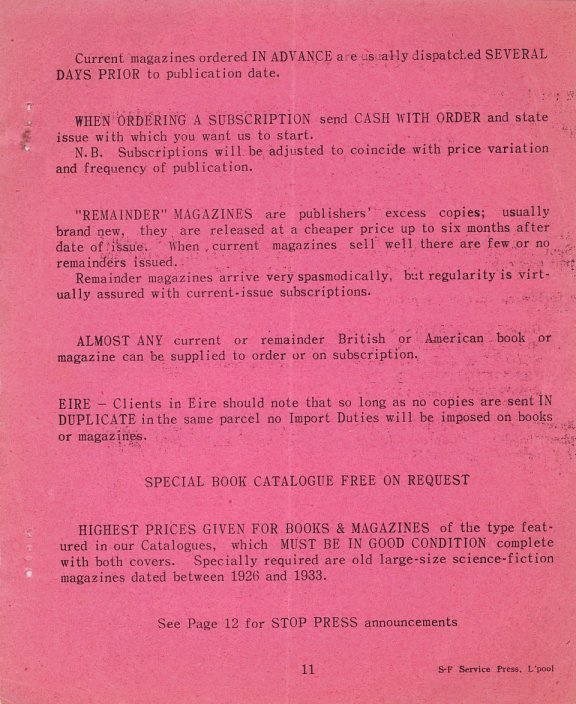 Current magazines ordered IN ADVANCE are usually dispatched SEVERAL
DAYS PRIOR to publication date.
WHEN ORDERING A SUBSCRIPTION send CASH WITH ORDER and state
issue with which you want us to start.
N.B. Subscriptions will be adjusted to coincide with price variation
and frequency of publication.
"REMAINDER" MAGAZINES are publishers' excess copies; usually
brand new, they are released at a cheaper price up to six months after
date of issue. When current magazines sell well there are few or no
remainders issued.
Remainder magazines arrive very spasmodically, but regularity is virt-
ually assured with current-issue subscriptions.
ALMOST ANY current or remainder British or American book or
magazine can be supplied to order or on subscription.
EIRE – Clients in Eire should note that so long as no copies are sent IN
DUPLICATE in the same parcel no Import Duties will be imposed on books
or magazines.
SPECIAL BOOK CATALOGUE FREE ON REQUEST
HIGHEST PRICES GIVEN FOR BOOKS & MAGAZINES of the type feat-
ured in our Catalogues, which MUST BE IN GOOD CONDITION complete
with both covers. Specially required are old large-size science-fiction
magazines dated between 1926 and 1933.
See Page 12 for STOP PRESS announcements
11
S-F Service Press, L'pool